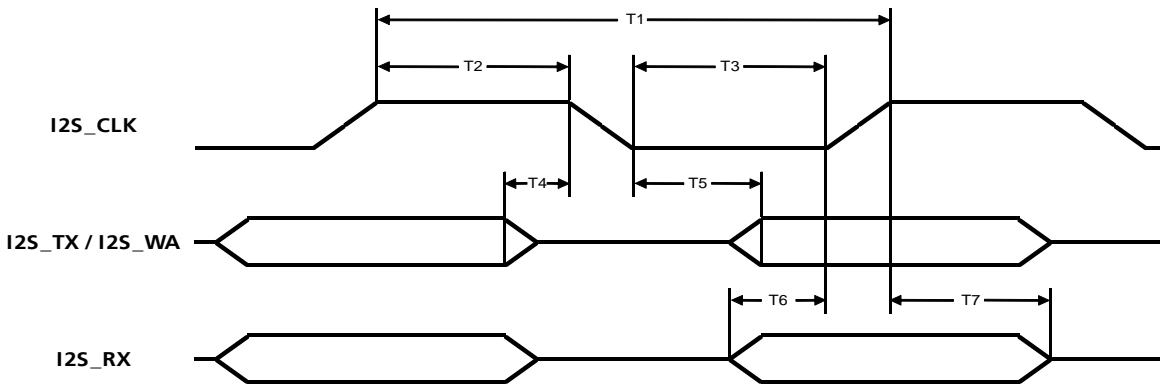 T1
T2
T3
I2S_CLK
T4
T5
I2S_TX / I2S_WA
T6
T7
I2S_RX